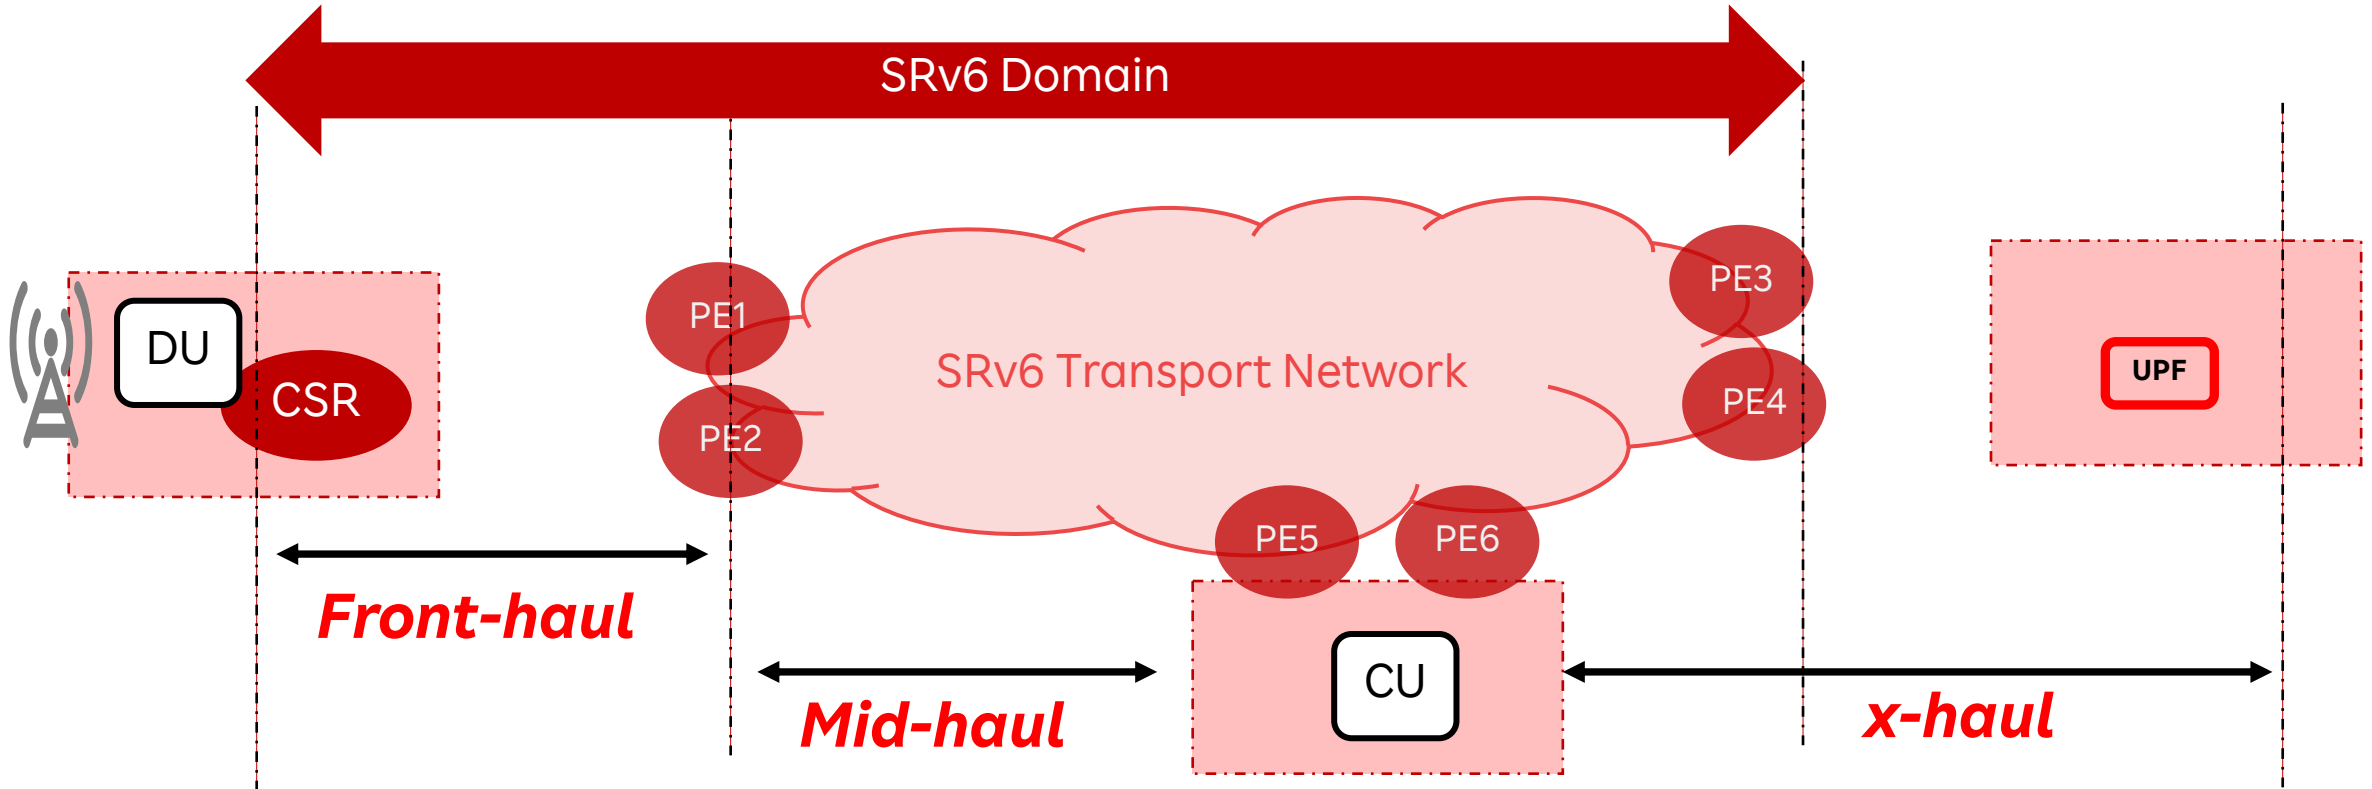 SRv6 Domain
DU
CSR
PE1
PE2
SRv6 Transport Network
PE3
PE4
UPF
PE5
PE6
CU
Front-haul
Mid-haul
x-haul